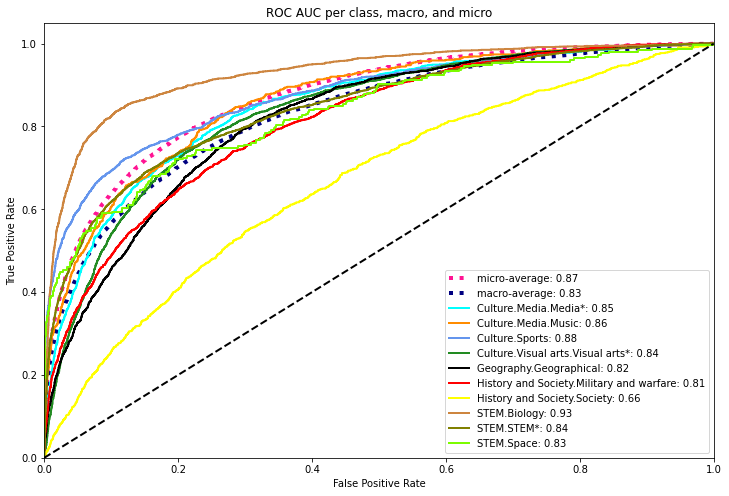 ROC AUC per class, macro, and micro
True Positive Rate
1.0
0.8
0.6
0.4
0.2
0.0
0.0
0.2
0.4
0.6
0.8
1.0
False Positive Rate
micro-average: 0.87
macro-average: 0.83
Culture.Media.Media*: 0.85
Culture.Media.Music: 0.86
Culture.Sports: 0.88
Culture.Visual arts.Visual arts*: 0.84
Geography.Geographical: 0.82
History and Society.Military and warfare: 0.81
History and Society.Society: 0.66
STEM.Biology: 0.93
STEM.STEM*: 0.84
STEM.Space: 0.83